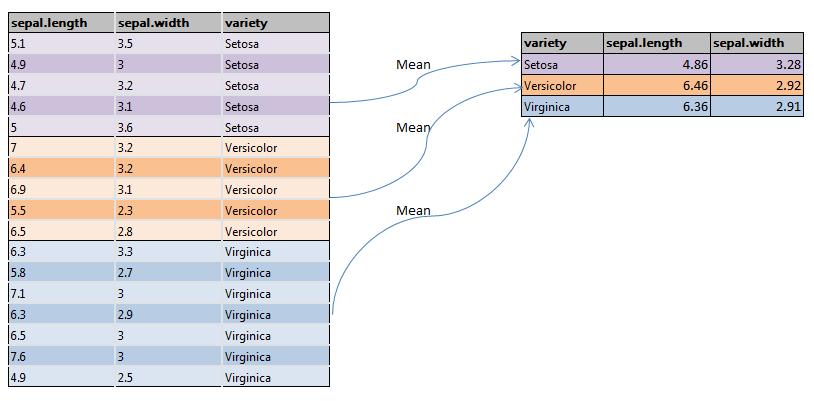 sepal.length sepal.width variety
5.1 3.5 Setosa
4.9 3 Setosa
4.7 3.2 Setosa
4.6 3.1 Setosa
5 3.6 Setosa
7 3.2 Versicolor
6.4 3.2 Versicolor
6.9 3.1 Versicolor
5.5 2.3 Versicolor
6.5 2.8 Versicolor
6.3 3.3 Virginica
5.8 2.7 Virginica
7.1 3 Virginica
6.3 2.9 Virginica
6.5 3 Virginica
7.6 3 Virginica
4.9 2.5 Virginica
Mean
Mean
Mean
variety sepal.length sepal.width
Setosa 4.86 3.28
Versicolor 6.46 2.92
Virginica 6.36 2.91